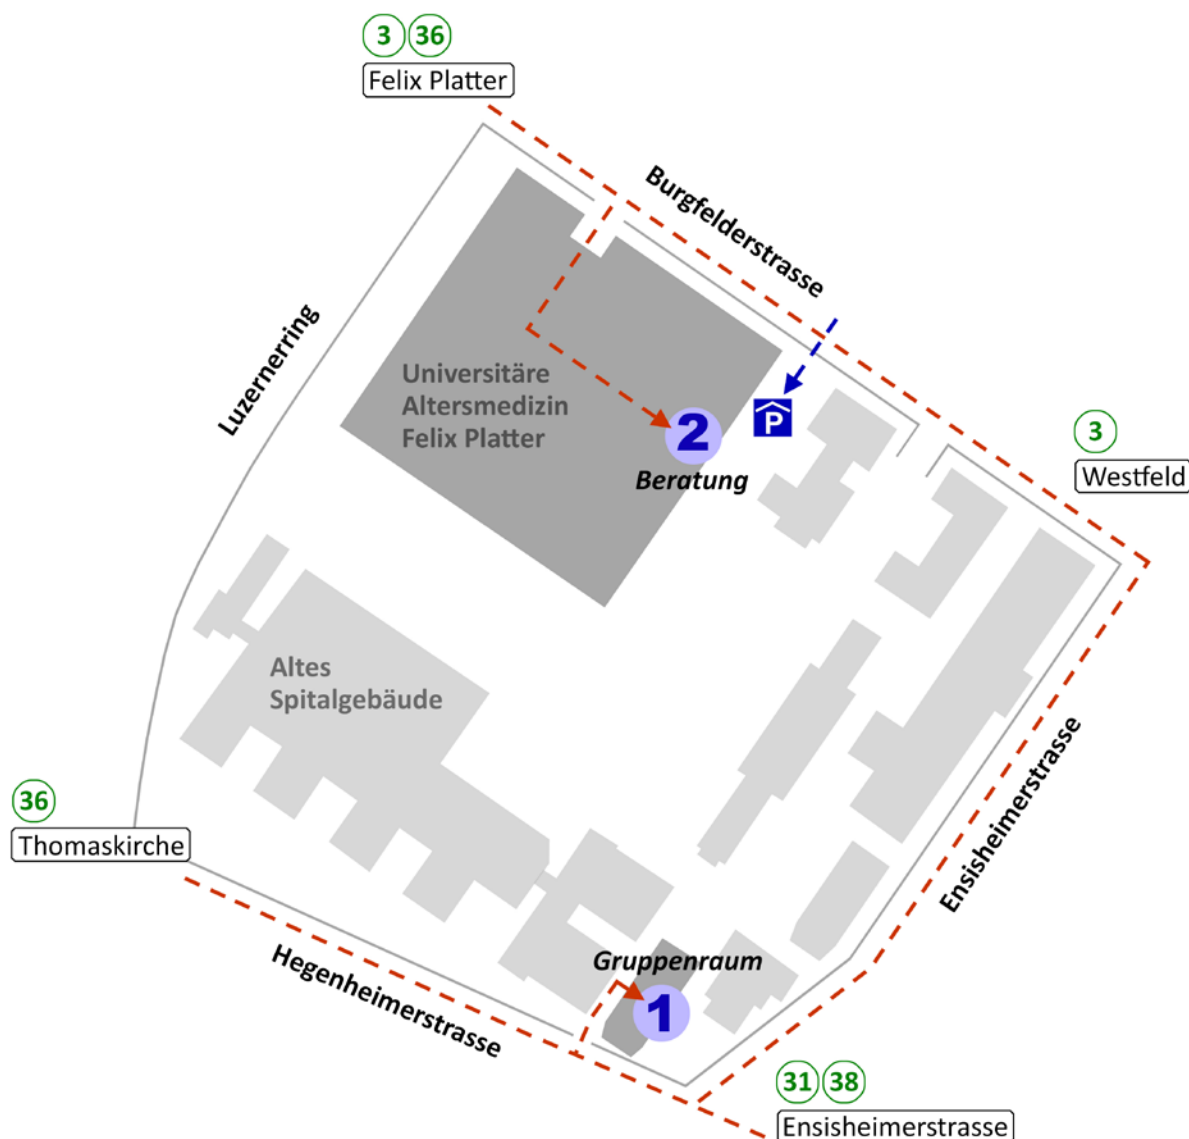 3 36
Felix Platter
Burgfelderstrasse
Luzernerring
Universitäre
Altersmedizin
Felix Platter
2
Beratung
P
3
Westfeld
Altes
Spitalgebäude
Ensisheimerstrasse
36
Thomaskirche
Hegenheimerstrasse
Gruppenraum
1
31 38
Ensisheimerstrasse